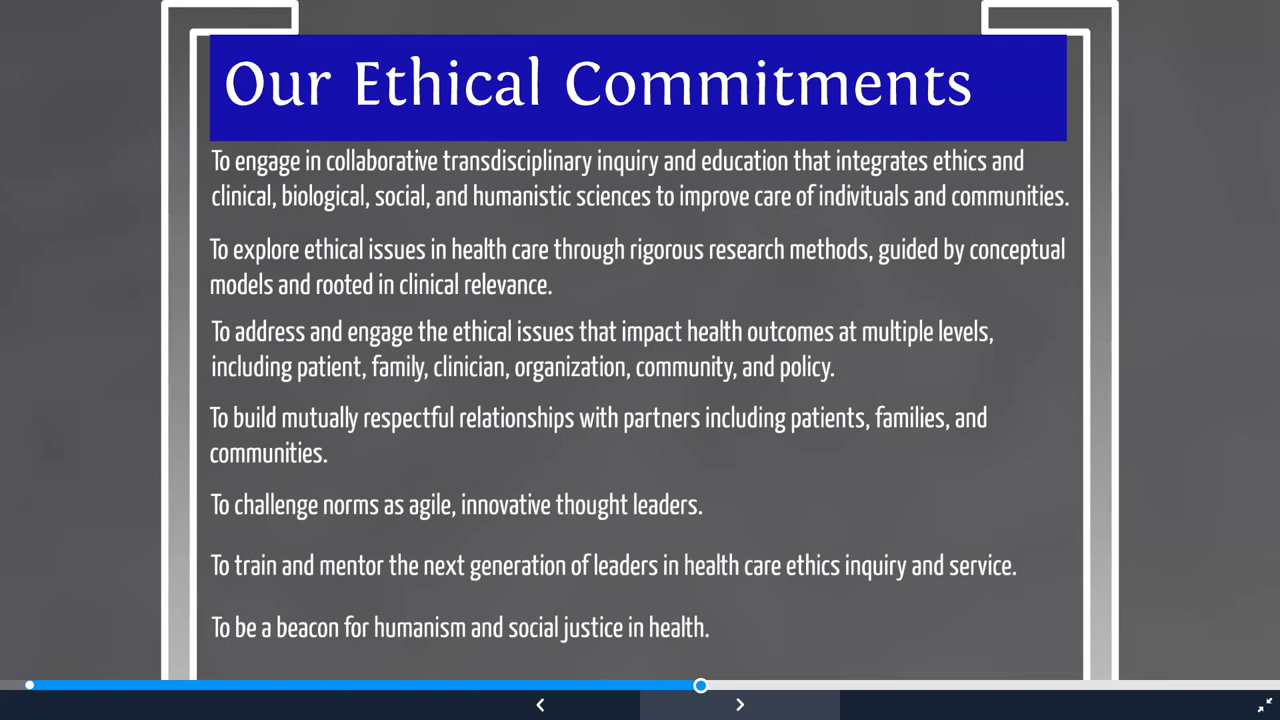 Our Ethical Commitments
To engage in collaborative transdisciplinary inquiry and education that integrates ethics and
clinical, biological, social, and humanistic sciences to improve care of indivituals and communities.
To explore ethical issues in health care through rigorous research methods, guided by conceptual
models and rooted in clinical relevance.
To address and engage the ethical issues that impact health outcomes at multiple levels,
including patient, family, clinician, organization, community, and policy.
To build mutually respectful relationships with partners including patients, families, and
communities.
To challenge norms as agile, innovative thought leaders.
To train and mentor the next generation of leaders in health care ethics inquiry and service.
To be a beacon for humanism and social justice in health.